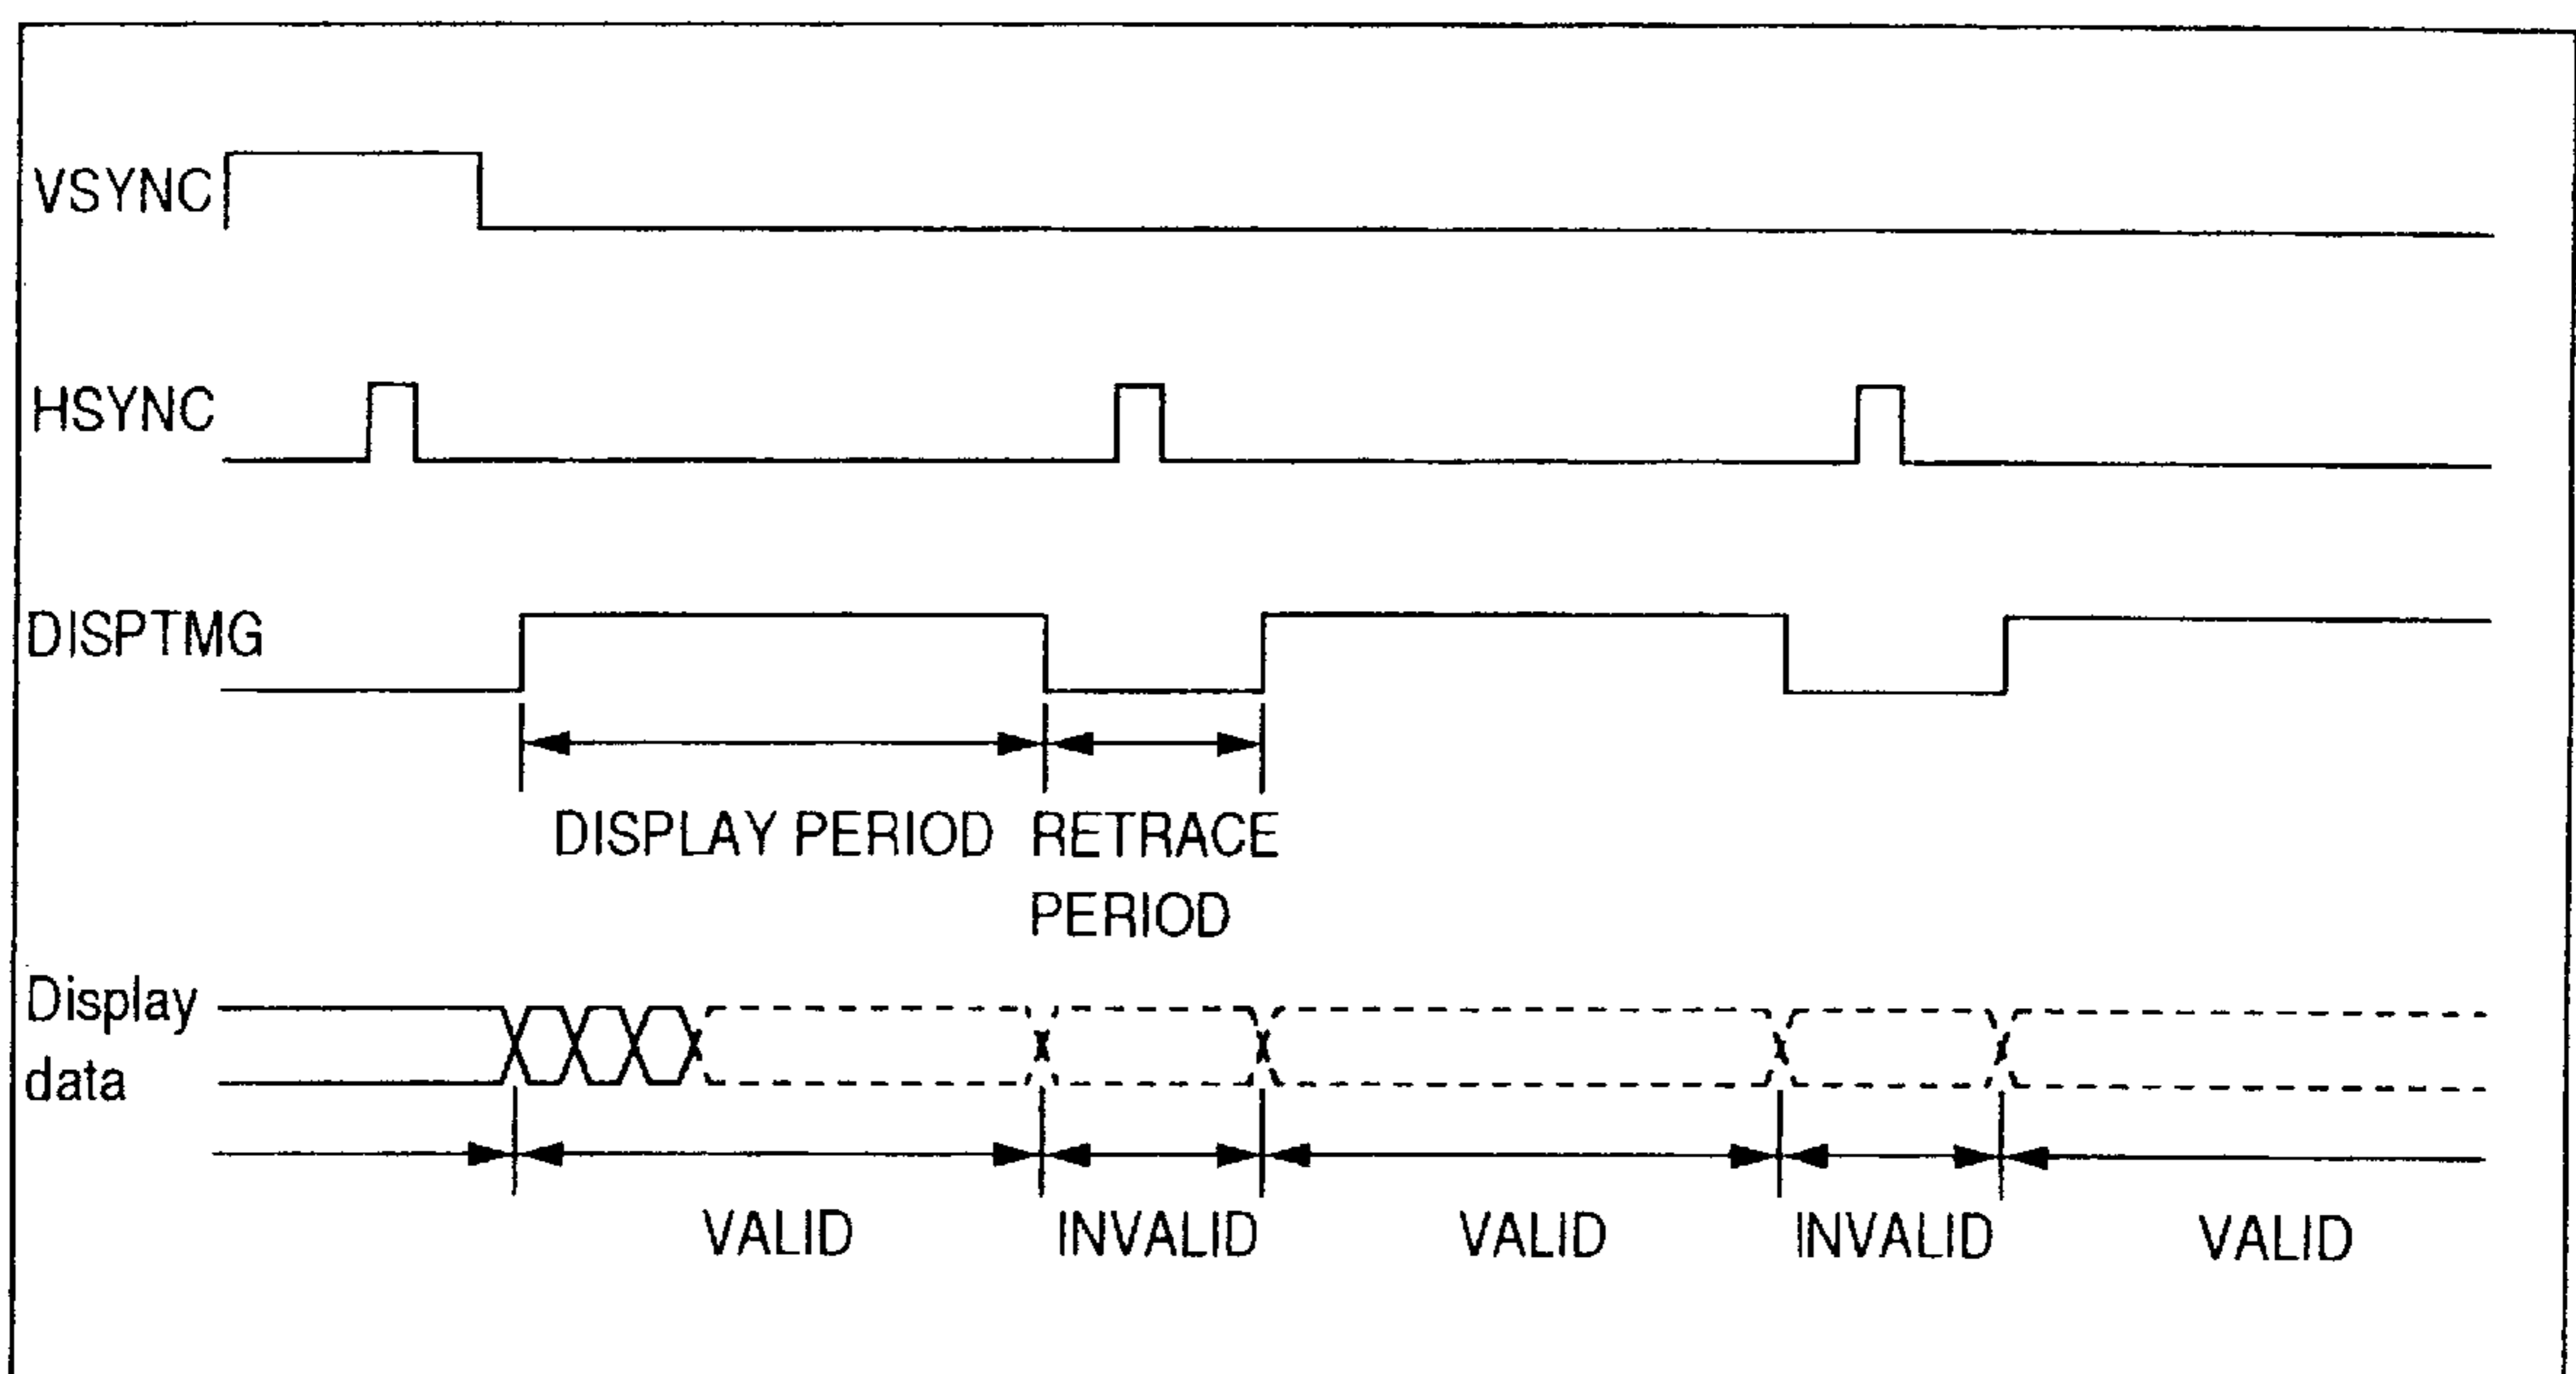 VSYNC
HSYNC
DISPTMG
DISPLAY PERIOD
RETRACE
PERIOD
Display
data
VALID
INVALID
VALID
INVALID
VALID